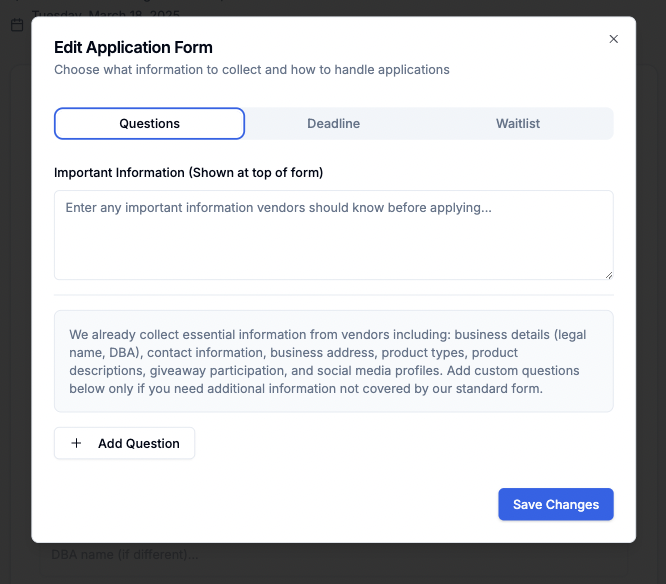 Tuesday, March 18, 2025
Edit Application Form
Choose what information to collect and how to handle applications
Questions
Deadline
Waitlist
Important Information (Shown at top of form)
Enter any important information vendors should know before applying...
We already collect essential information from vendors including: business details (legal
name, DBA), contact information, business address, product types, product
descriptions, giveaway participation, and social media profiles. Add custom questions
below only if you need additional information not covered by our standard form.
Add Question
Save Changes
DBA name (if different)...